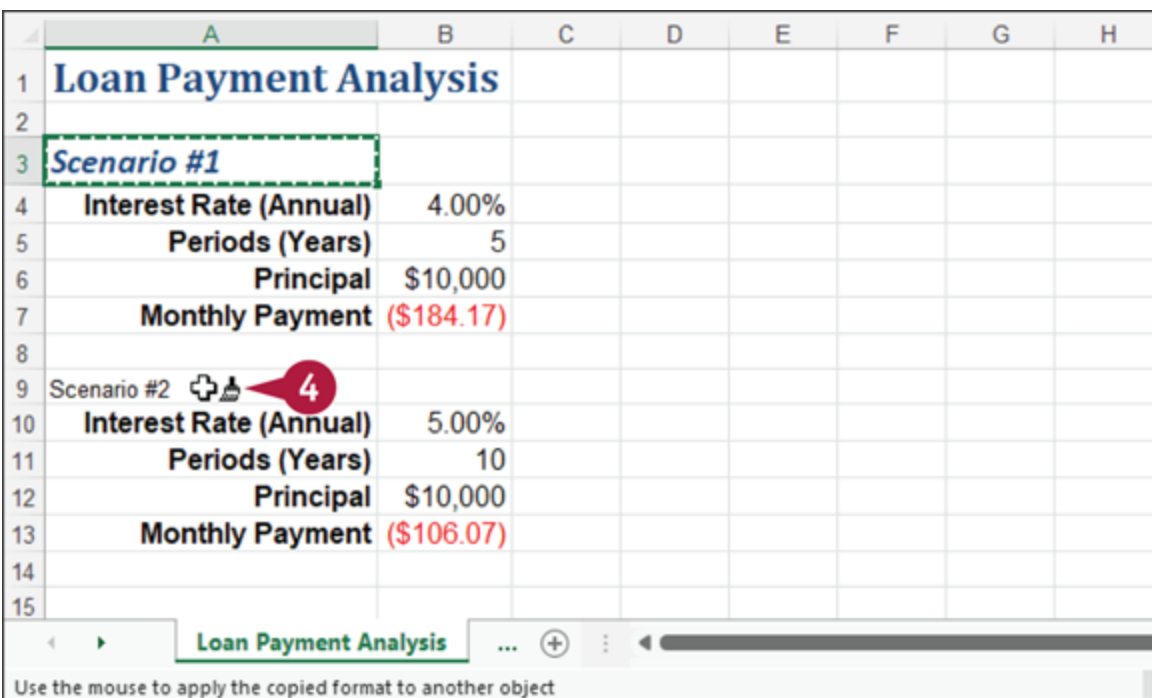 A B C D E F G H
1 Loan Payment Analysis
2
3 Scenario #1
4 Interest Rate (Annual) 4.00%
5 Periods (Years) 5
6 Principal $10,000
7 Monthly Payment ($184.17)
8
9 Scenario #2 4
10 Interest Rate (Annual) 5.00%
11 Periods (Years) 10
12 Principal $10,000
13 Monthly Payment ($106.07)
14
15
Loan Payment Analysis ...
Use the mouse to apply the copied format to another object